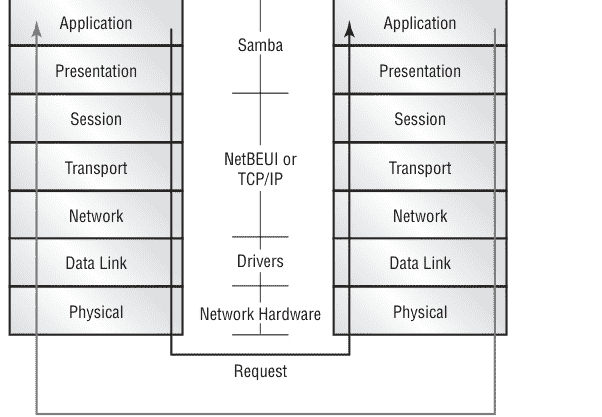 Application
Presentation
Session
Transport
Network
Data Link
Physical
Samba
NetBEUI or
TCP/IP
Drivers
Network Hardware
Application
Presentation
Session
Transport
Network
Data Link
Physical
Request